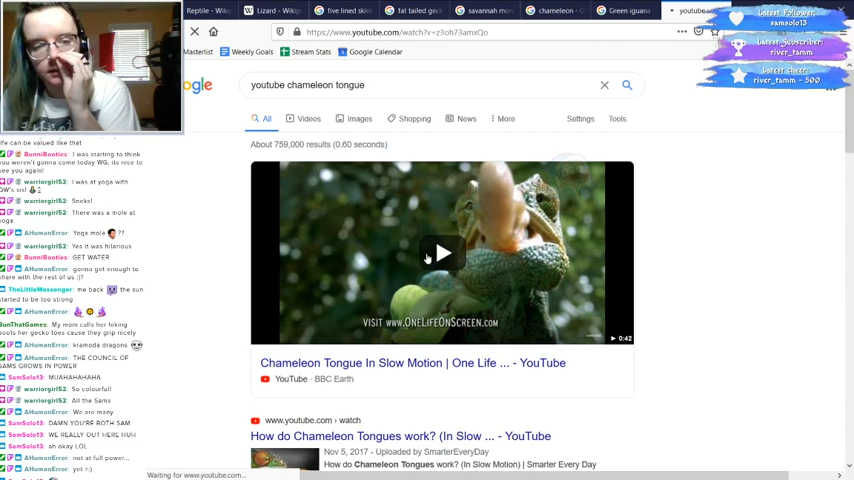 Reptile - Wikip
Lizard - Wikipe
five lined skink
fat tailed geck
savannah mon
chameleon - G
Green iguana
youtube.co
https://www.youtube.com/watch?v=z3oh73amxQo
Masterlist
Weekly Goals
Stream Stats
Google Calendar
Latest Follower:
samsolo13
Latest Subscriber:
river_tamm
Latest cheer:
river_tamm - 500
ogle
youtube chameleon tongue
All
Videos
Images
Shopping
News
More
Settings
Tools
About 759,000 results (0.60 seconds)
VISIT WWW.ONELIFEONSCREEN.COM
0:42
Chameleon Tongue In Slow Motion | One Life ... - YouTube
YouTube · BBC Earth
www.youtube.com › watch
How do Chameleon Tongues work? (In Slow ... - YouTube
Nov 5, 2017 - Uploaded by SmarterEveryDay
How do Chameleon Tongues work? (In Slow Motion) | Smarter Every Day
life can be valued like that
BunniBooties: I was starting to think
you weren't gonna come today WG, its nice to
see you again!
warriorgirl52: I was at yoga with
GW's sis!
warriorgirl52: Sneks!
warriorgirl52: There was a mole at
yoga
AHumanError: Yoga mole ??
warriorgirl52: Yes it was hilarious
BunniBooties: GET WATER
AHumanError: gonna get enough to
share with the rest of us :)?
TheLittleMessenger: me back the sun
started to be too strong
AHumanError:
BunThatGames: My mom calls her hiking
boots her gecko toes cause they grip nicely
AHumanError: kramoda dragons
AHumanError: THE COUNCIL OF
SAMS GROWS IN POWER
SamSolo13: MUAHAHAHAHA
warriorgirl52: So colourful!
warriorgirl52: All the Sams
AHumanError: We are many
SamSolo13: DAMN YOU'RE BOTH SAM
SamSolo13: WE REALLY OUT HERE HUH
SamSolo13: ah okay LOL
AHumanError: not at full power...
AHumanError: yet >:)
Waiting for www.youtube.com...